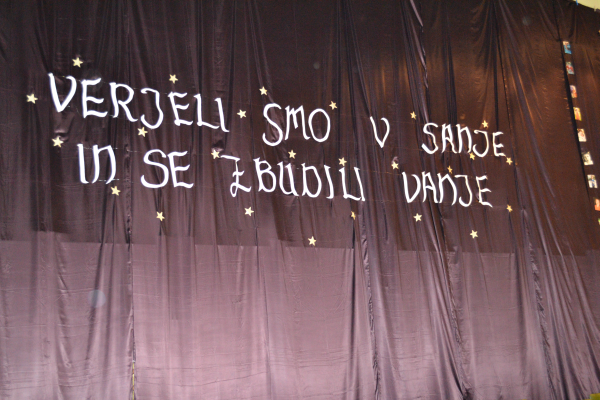 VERJELI SMO V SANJE
IN SE ZBUDILI VANJE